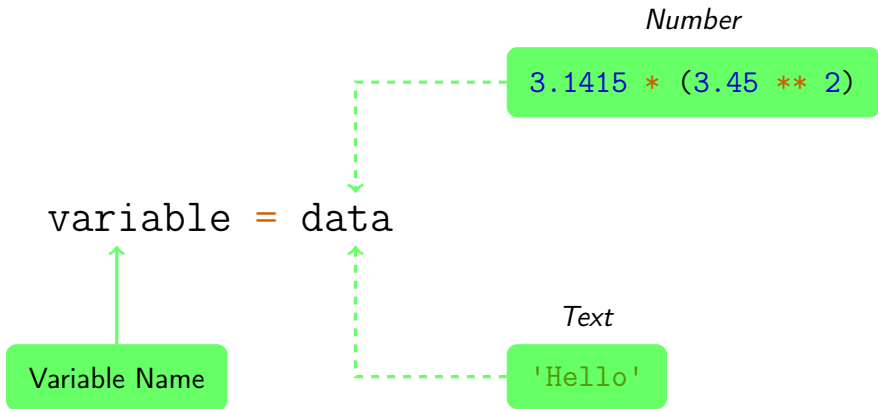 Number
3.1415 * (3.45 ** 2)
variable = data
Text
Variable Name
'Hello'